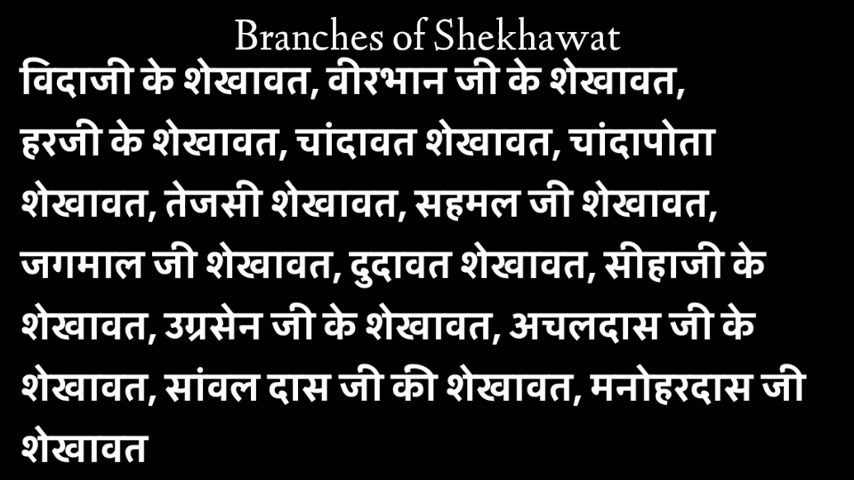 Branches of Shekhawat
विदाजी के शेखावत, वीरभान जी के शेखावत,
हरजी के शेखावत, चांदावत शेखावत, चांदापोता
शेखावत, तेजसी शेखावत, सहमल जी शेखावत,
जगमाल जी शेखावत, दुदावत शेखावत, सीहाजी के
शेखावत, उग्रसेन जी के शेखावत, अचलदास जी के
शेखावत, सांवल दास जी की शेखावत, मनोहरदास जी
शेखावत